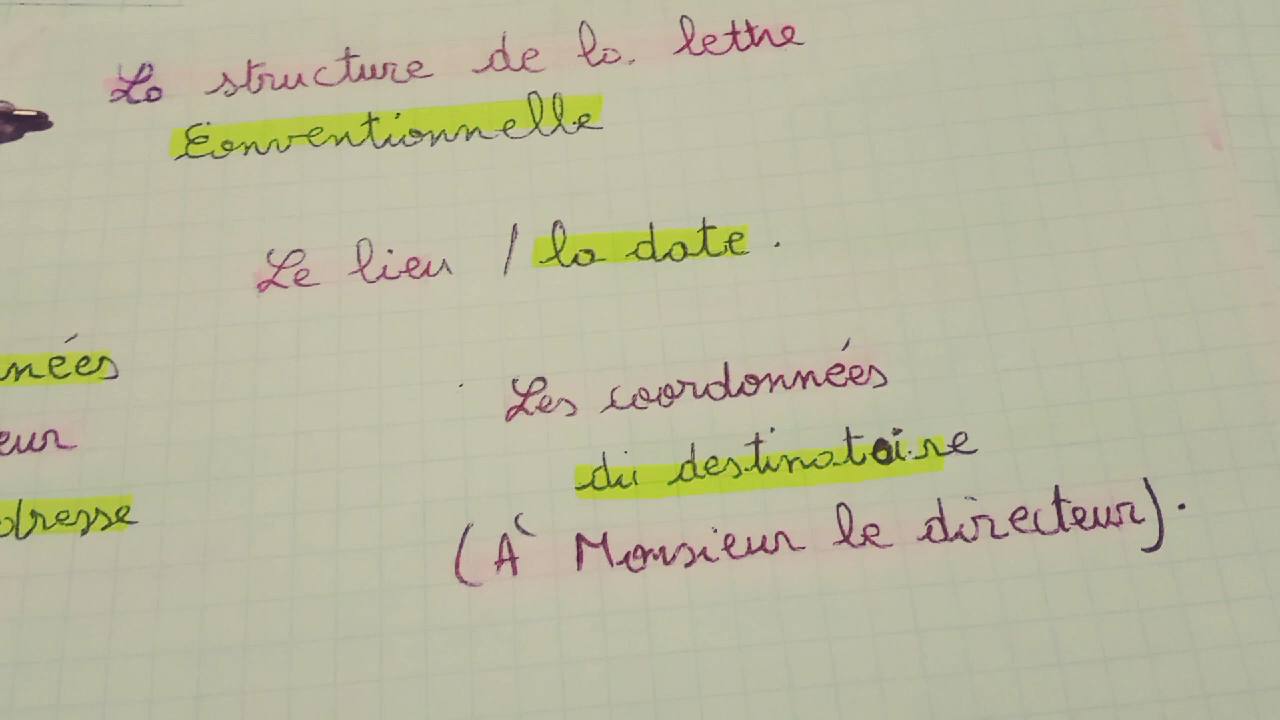 La structure de la lettre
Conventionnelle
Le lieu / la date.
nées
Les coordonnées
eur
du destinataire
dresse
(À Monsieur le directeur).